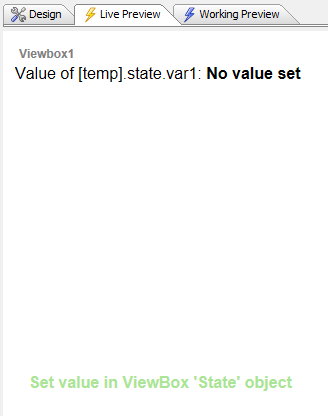 Design Live Preview Working Preview
Viewbox1
Value of [temp].state.var1: No value set
Set value in ViewBox 'State' object